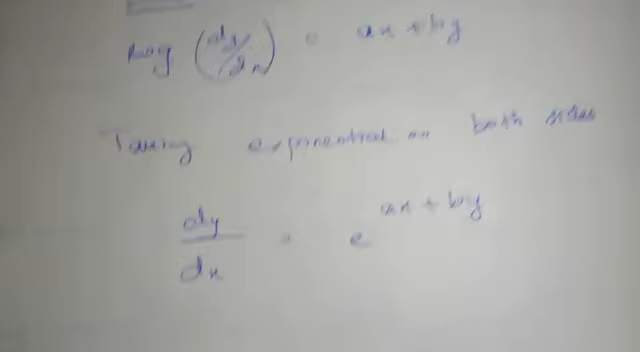 log (dy/dx) = ax + by
Taking exponential on both sides
dy/dx = e^{ax + by}